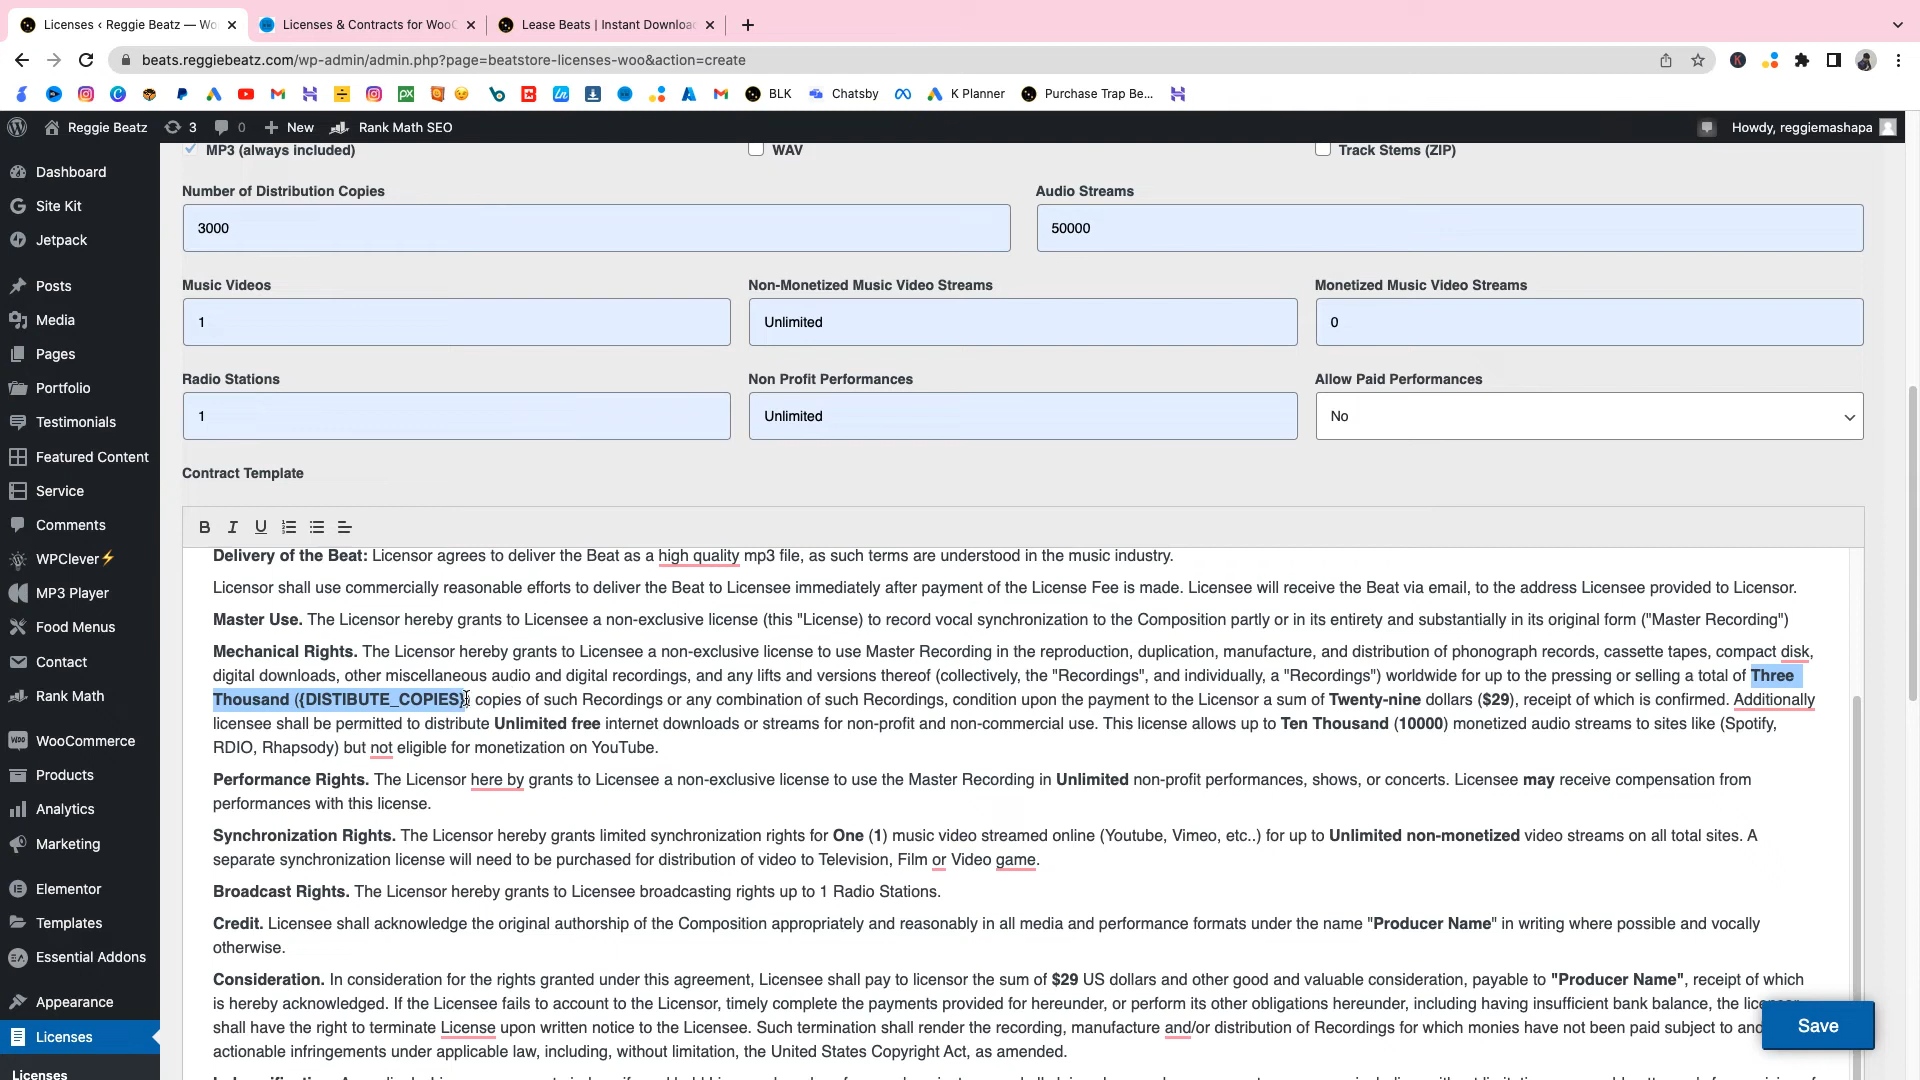 Licenses ‹ Reggie Beatz — Wo
Licenses & Contracts for WooC
Lease Beats | Instant Downloa
beats.reggiebeatz.com/wp-admin/admin.php?page=beatstore-licenses-woo&action=create
BLK
Chatsby
K Planner
Purchase Trap Be...
Reggie Beatz
3
0
New
Rank Math SEO
Howdy, reggiemashapa
Dashboard
Site Kit
Jetpack
Posts
Media
Pages
Portfolio
Testimonials
Featured Content
Service
Comments
WPClever⚡
MP3 Player
Food Menus
Contact
Rank Math
WooCommerce
Products
Analytics
Marketing
Elementor
Templates
Essential Addons
Appearance
Licenses
Licenses
MP3 (always included)
WAV
Track Stems (ZIP)
Number of Distribution Copies
Audio Streams
3000
50000
Music Videos
Non-Monetized Music Video Streams
Monetized Music Video Streams
1
Unlimited
0
Radio Stations
Non Profit Performances
Allow Paid Performances
1
Unlimited
No
Contract Template
Delivery of the Beat: Licensor agrees to deliver the Beat as a high quality mp3 file, as such terms are understood in the music industry.
Licensor shall use commercially reasonable efforts to deliver the Beat to Licensee immediately after payment of the License Fee is made. Licensee will receive the Beat via email, to the address Licensee provided to Licensor.
Master Use. The Licensor hereby grants to Licensee a non-exclusive license (this "License) to record vocal synchronization to the Composition partly or in its entirety and substantially in its original form ("Master Recording")
Mechanical Rights. The Licensor hereby grants to Licensee a non-exclusive license to use Master Recording in the reproduction, duplication, manufacture, and distribution of phonograph records, cassette tapes, compact disk,
digital downloads, other miscellaneous audio and digital recordings, and any lifts and versions thereof (collectively, the "Recordings", and individually, a "Recordings") worldwide for up to the pressing or selling a total of Three
Thousand ({DISTIBUTE_COPIES} copies of such Recordings or any combination of such Recordings, condition upon the payment to the Licensor a sum of Twenty-nine dollars ($29), receipt of which is confirmed. Additionally
licensee shall be permitted to distribute Unlimited free internet downloads or streams for non-profit and non-commercial use. This license allows up to Ten Thousand (10000) monetized audio streams to sites like (Spotify,
RDIO, Rhapsody) but not eligible for monetization on YouTube.
Performance Rights. The Licensor here by grants to Licensee a non-exclusive license to use the Master Recording in Unlimited non-profit performances, shows, or concerts. Licensee may receive compensation from
performances with this license.
Synchronization Rights. The Licensor hereby grants limited synchronization rights for One (1) music video streamed online (Youtube, Vimeo, etc..) for up to Unlimited non-monetized video streams on all total sites. A
separate synchronization license will need to be purchased for distribution of video to Television, Film or Video game.
Broadcast Rights. The Licensor hereby grants to Licensee broadcasting rights up to 1 Radio Stations.
Credit. Licensee shall acknowledge the original authorship of the Composition appropriately and reasonably in all media and performance formats under the name "Producer Name" in writing where possible and vocally
otherwise.
Consideration. In consideration for the rights granted under this agreement, Licensee shall pay to licensor the sum of $29 US dollars and other good and valuable consideration, payable to "Producer Name", receipt of which
is hereby acknowledged. If the Licensee fails to account to the Licensor, timely complete the payments provided for hereunder, or perform its other obligations hereunder, including having insufficient bank balance, the licensor
shall have the right to terminate License upon written notice to the Licensee. Such termination shall render the recording, manufacture and/or distribution of Recordings for which monies have not been paid subject to and
actionable infringements under applicable law, including, without limitation, the United States Copyright Act, as amended.
Save